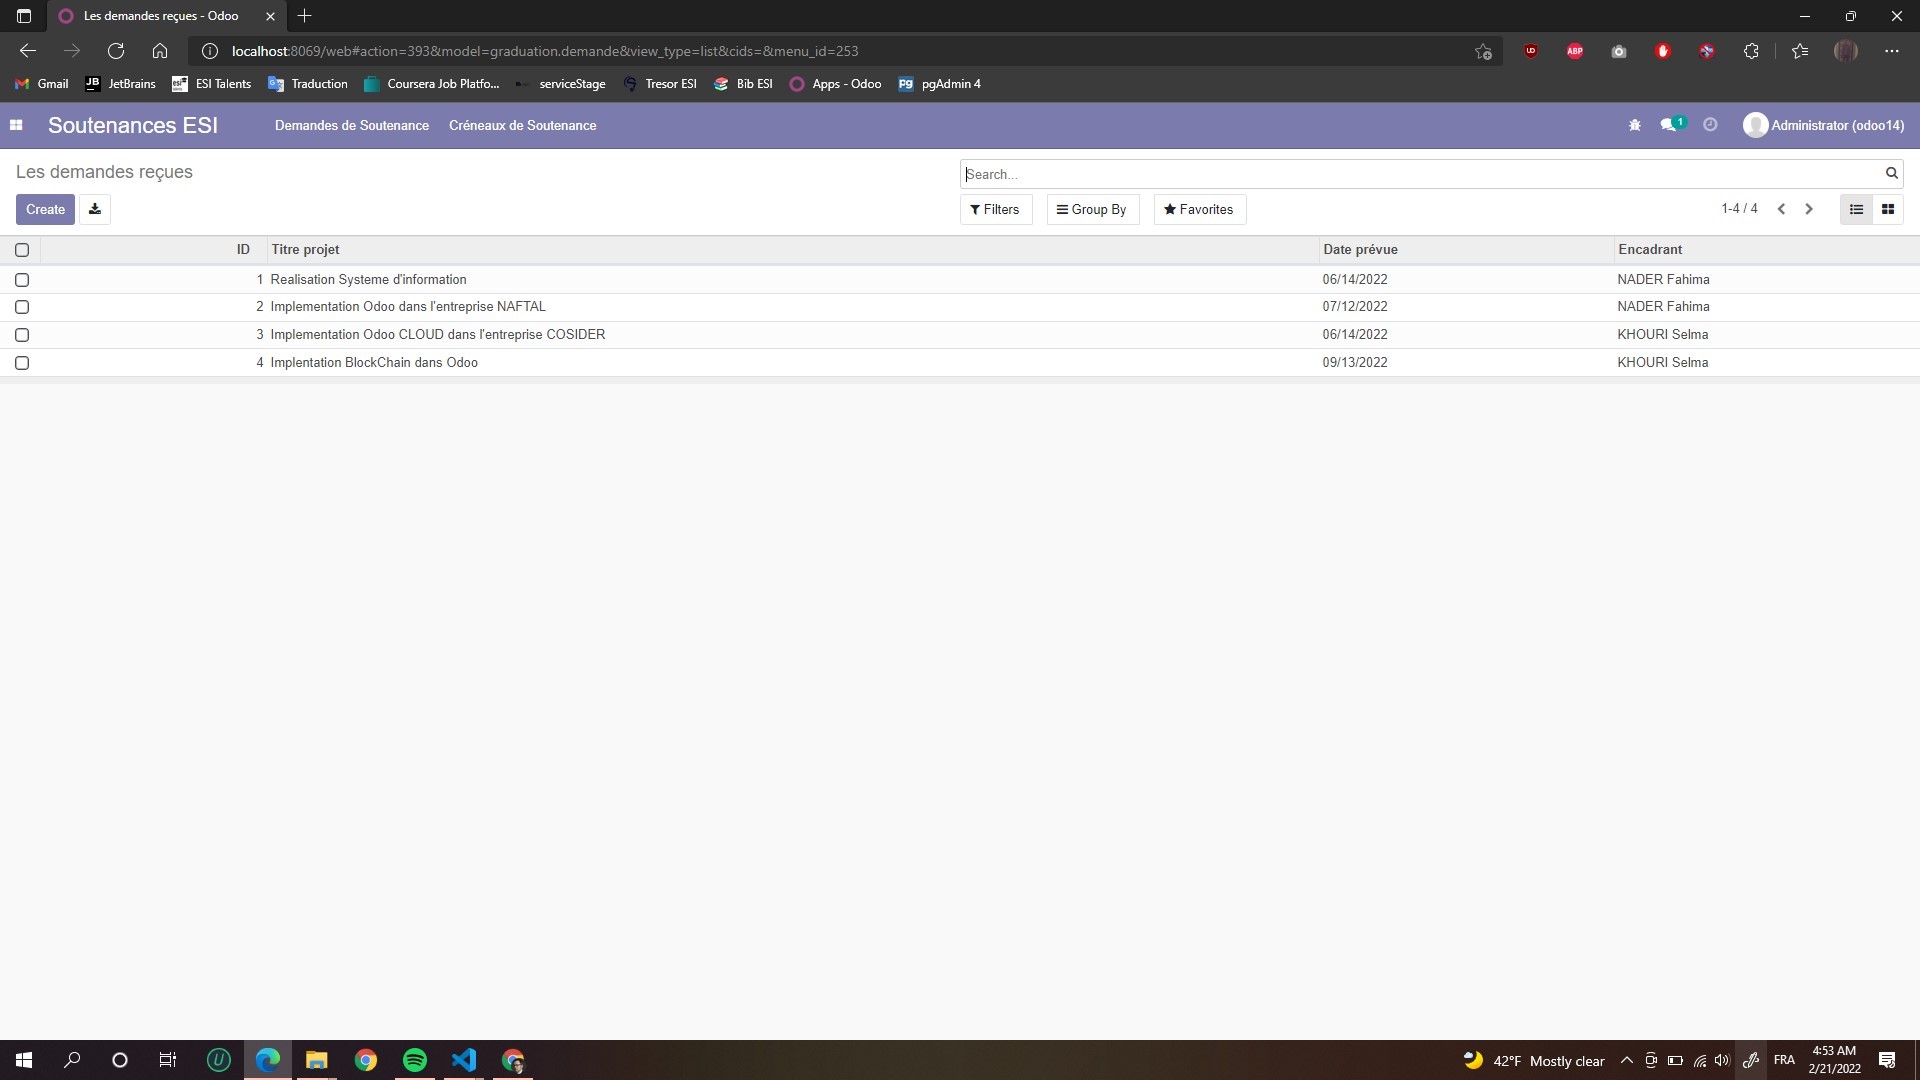 Les demandes reçues - Odoo
localhost:8069/web#action=393&model=graduation.demande&view_type=list&cids=&menu_id=253
UD ABP
Gmail JB JetBrains esi ESI Talents Traduction Coursera Job Platfo... serviceStage Tresor ESI Bib ESI Apps - Odoo Pg pgAdmin 4
Soutenances ESI Demandes de Soutenance Créneaux de Soutenance 1 Administrator (odoo14)
Les demandes reçues Search...
Create Filters Group By Favorites 1-4 / 4
ID Titre projet Date prévue Encadrant
1 Realisation Systeme d'information 06/14/2022 NADER Fahima
2 Implementation Odoo dans l'entreprise NAFTAL 07/12/2022 NADER Fahima
3 Implementation Odoo CLOUD dans l'entreprise COSIDER 06/14/2022 KHOURI Selma
4 Implentation BlockChain dans Odoo 09/13/2022 KHOURI Selma
U 42°F Mostly clear FRA 4:53 AM
2/21/2022